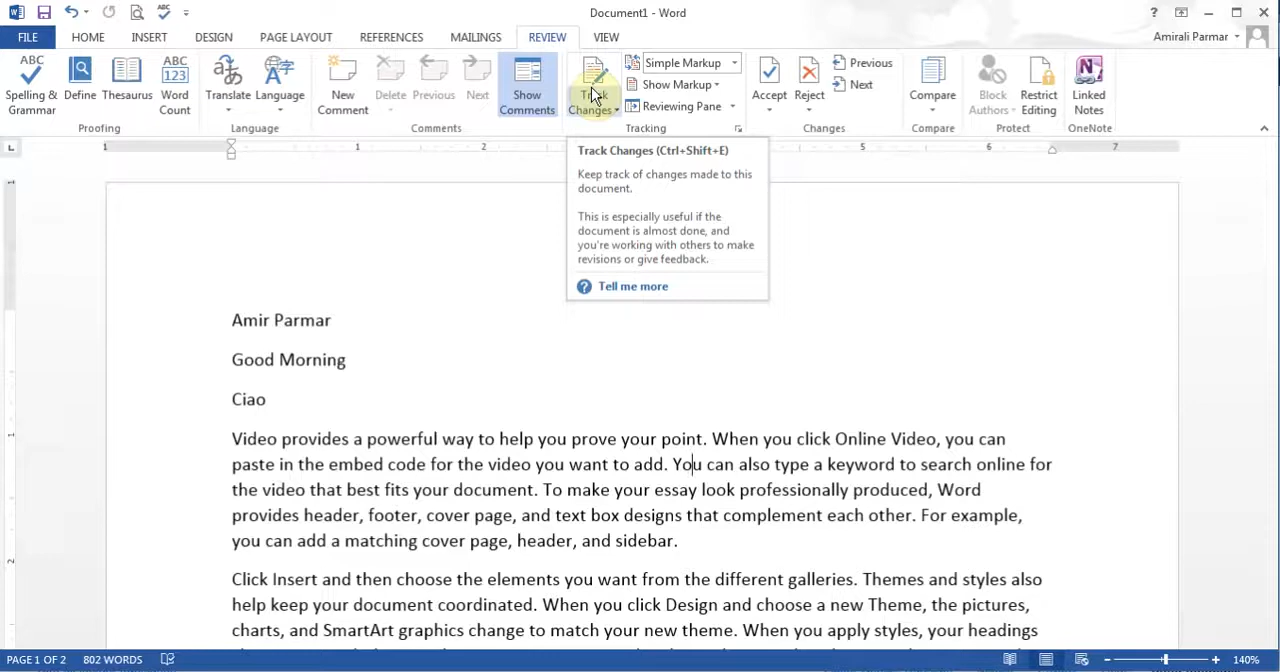 Document1 - Word
?
Amirali Parmar
FILE HOME INSERT DESIGN PAGE LAYOUT REFERENCES MAILINGS REVIEW VIEW
ABC Spelling & Grammar
Define
Thesaurus
ABC 123 Word Count
Translate
Language
New Comment
Delete
Previous
Next
Show Comments
Track Changes
Simple Markup
Show Markup
Reviewing Pane
Accept
Reject
Previous
Next
Compare
Block Authors
Restrict Editing
Linked Notes
Proofing Language Comments Tracking Changes Compare Protect OneNote
1 1 2 5 6 7
Track Changes (Ctrl+Shift+E)
Keep track of changes made to this
document.
This is especially useful if the
document is almost done, and
you're working with others to make
revisions or give feedback.
? Tell me more
Amir Parmar
Good Morning
Ciao
Video provides a powerful way to help you prove your point. When you click Online Video, you can
paste in the embed code for the video you want to add. You can also type a keyword to search online for
the video that best fits your document. To make your essay look professionally produced, Word
provides header, footer, cover page, and text box designs that complement each other. For example,
you can add a matching cover page, header, and sidebar.
Click Insert and then choose the elements you want from the different galleries. Themes and styles also
help keep your document coordinated. When you click Design and choose a new Theme, the pictures,
charts, and SmartArt graphics change to match your new theme. When you apply styles, your headings
PAGE 1 OF 2 802 WORDS 140%